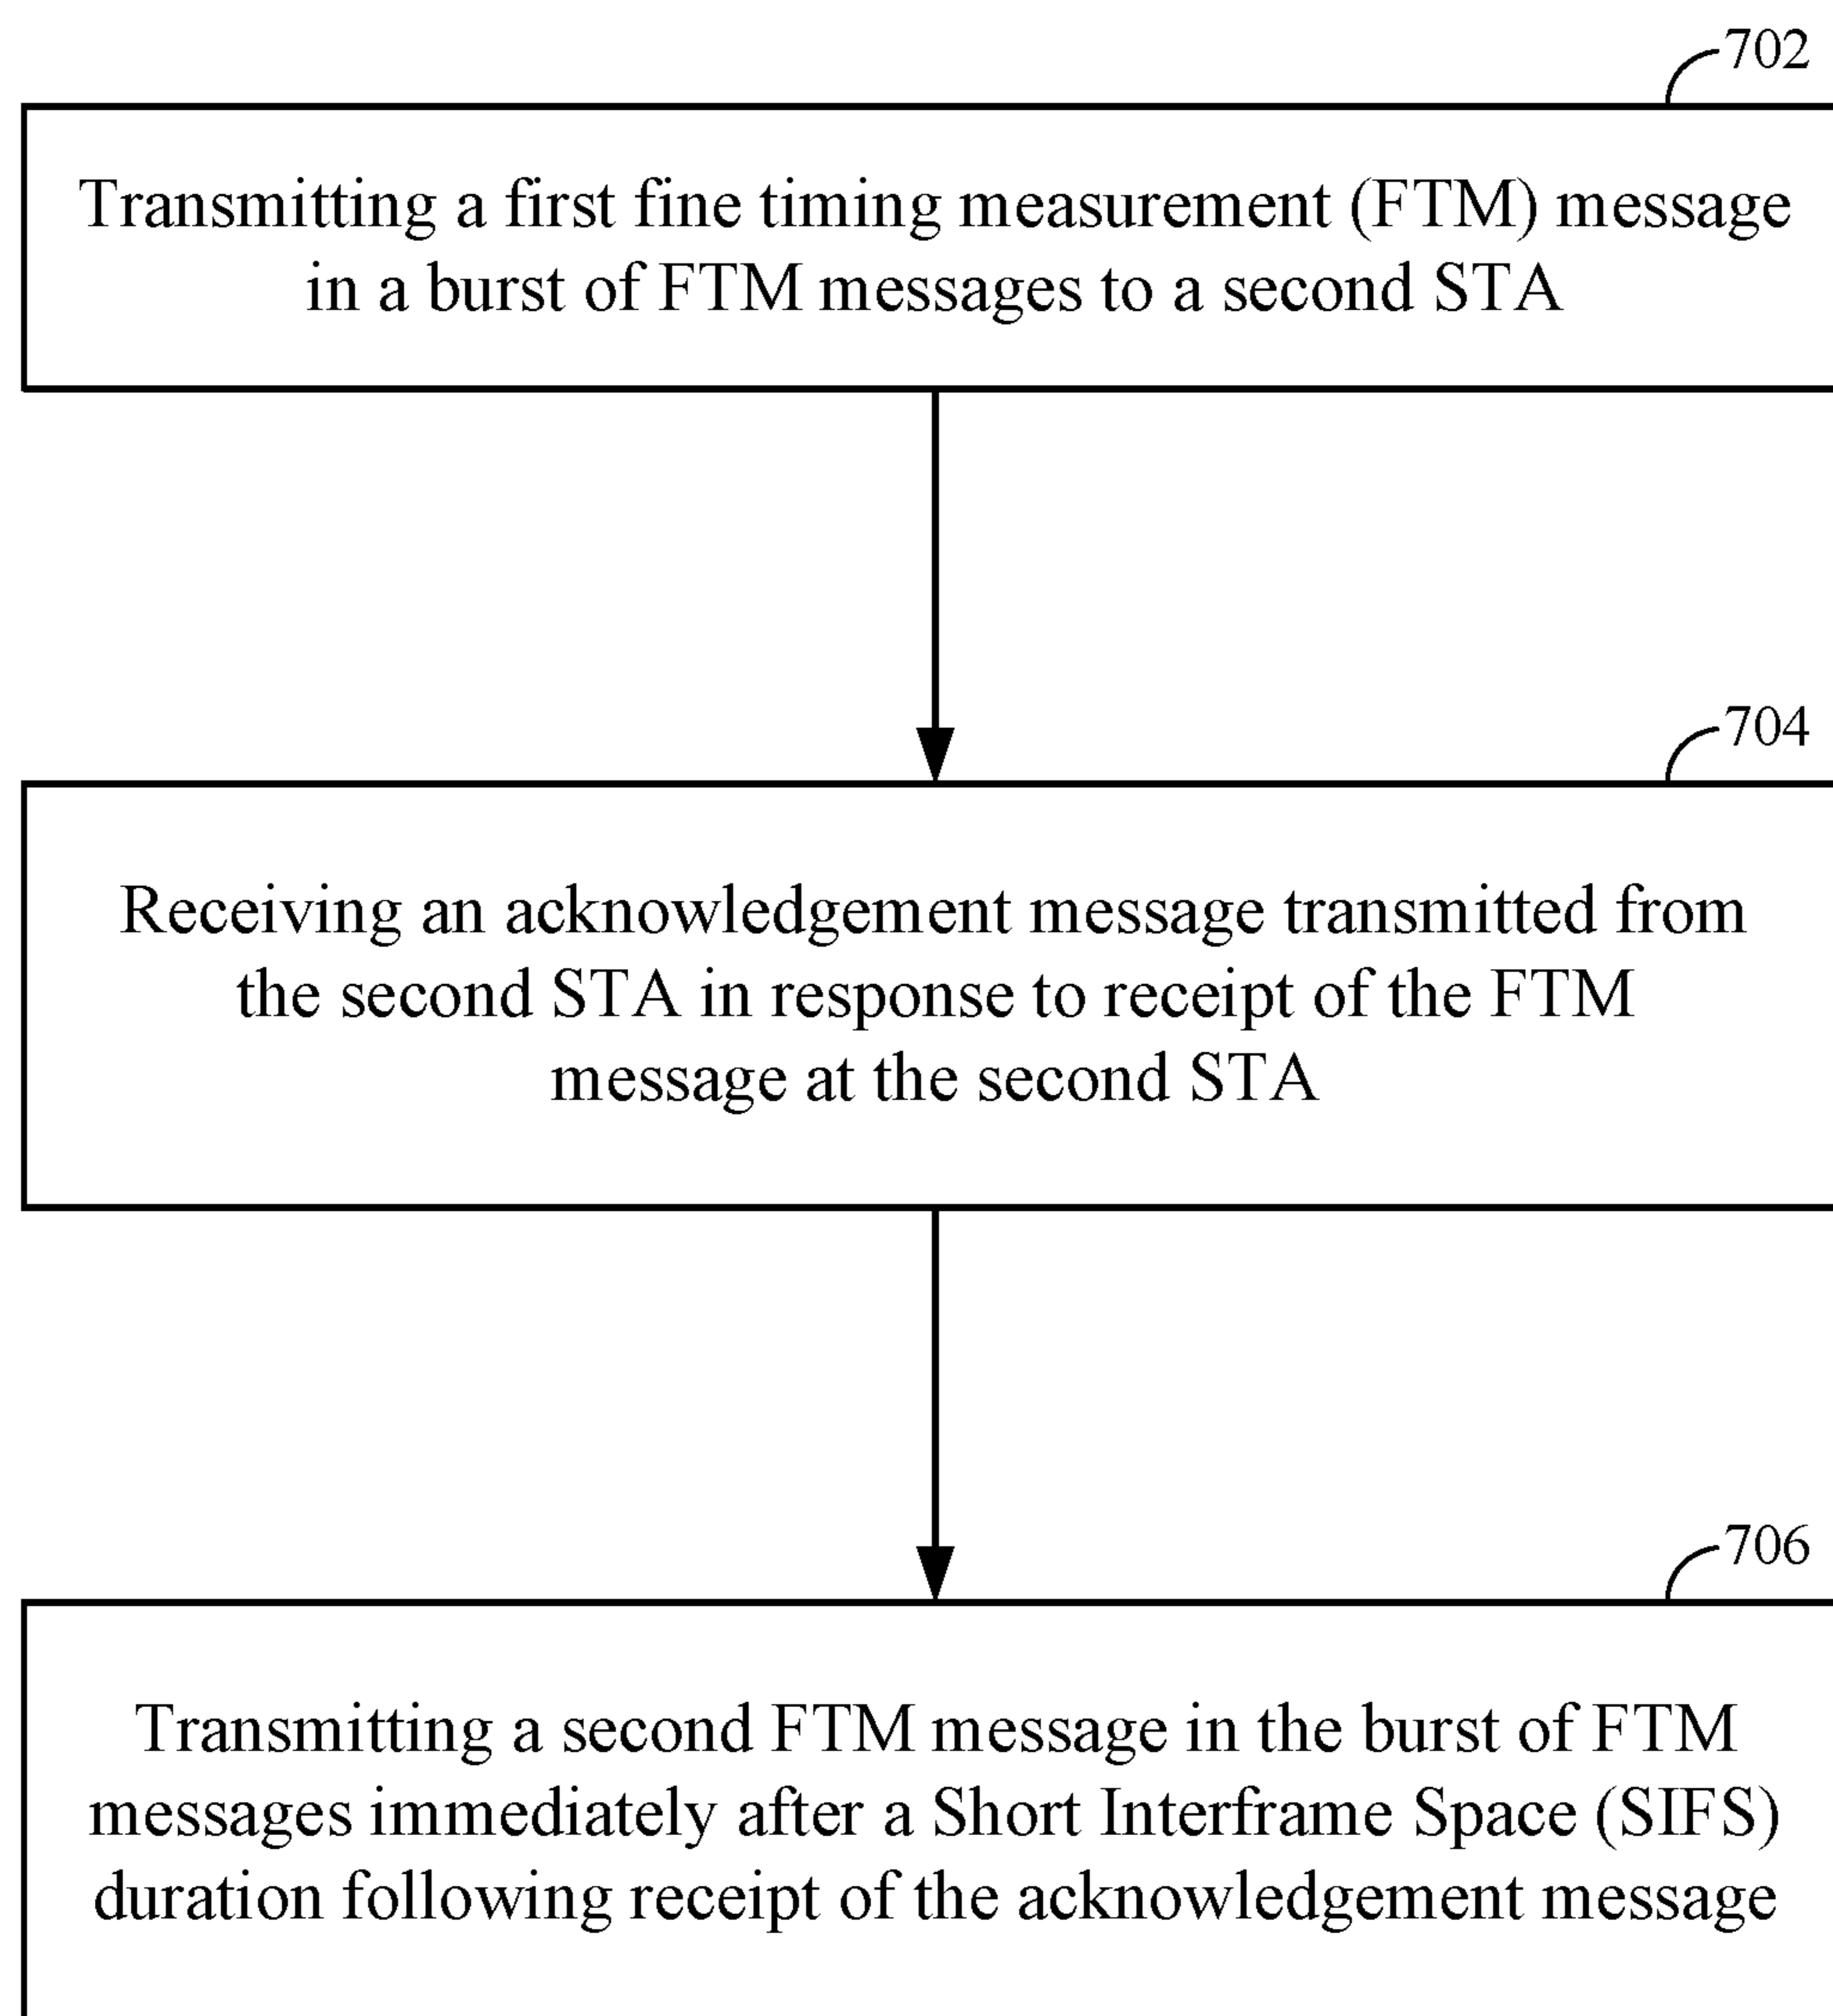 702
Transmitting a first fine timing measurement (FTM) message
in a burst of FTM messages to a second STA
704
Receiving an acknowledgement message transmitted from
the second STA in response to receipt of the FTM
message at the second STA
706
Transmitting a second FTM message in the burst of FTM
messages immediately after a Short Interframe Space (SIFS)
duration following receipt of the acknowledgement message